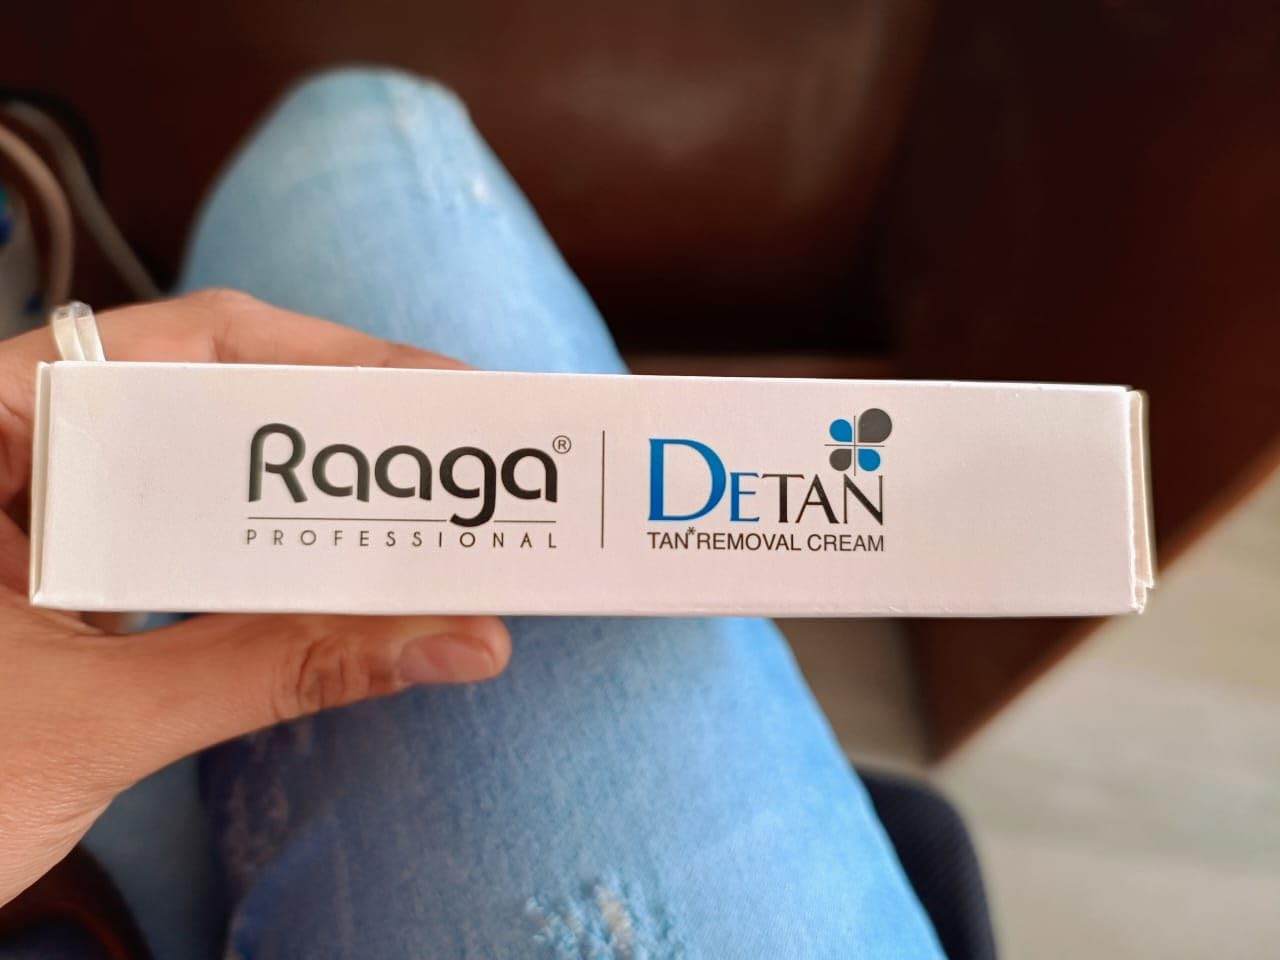 Raaga®
PROFESSIONAL
DETAN
TAN*REMOVAL CREAM